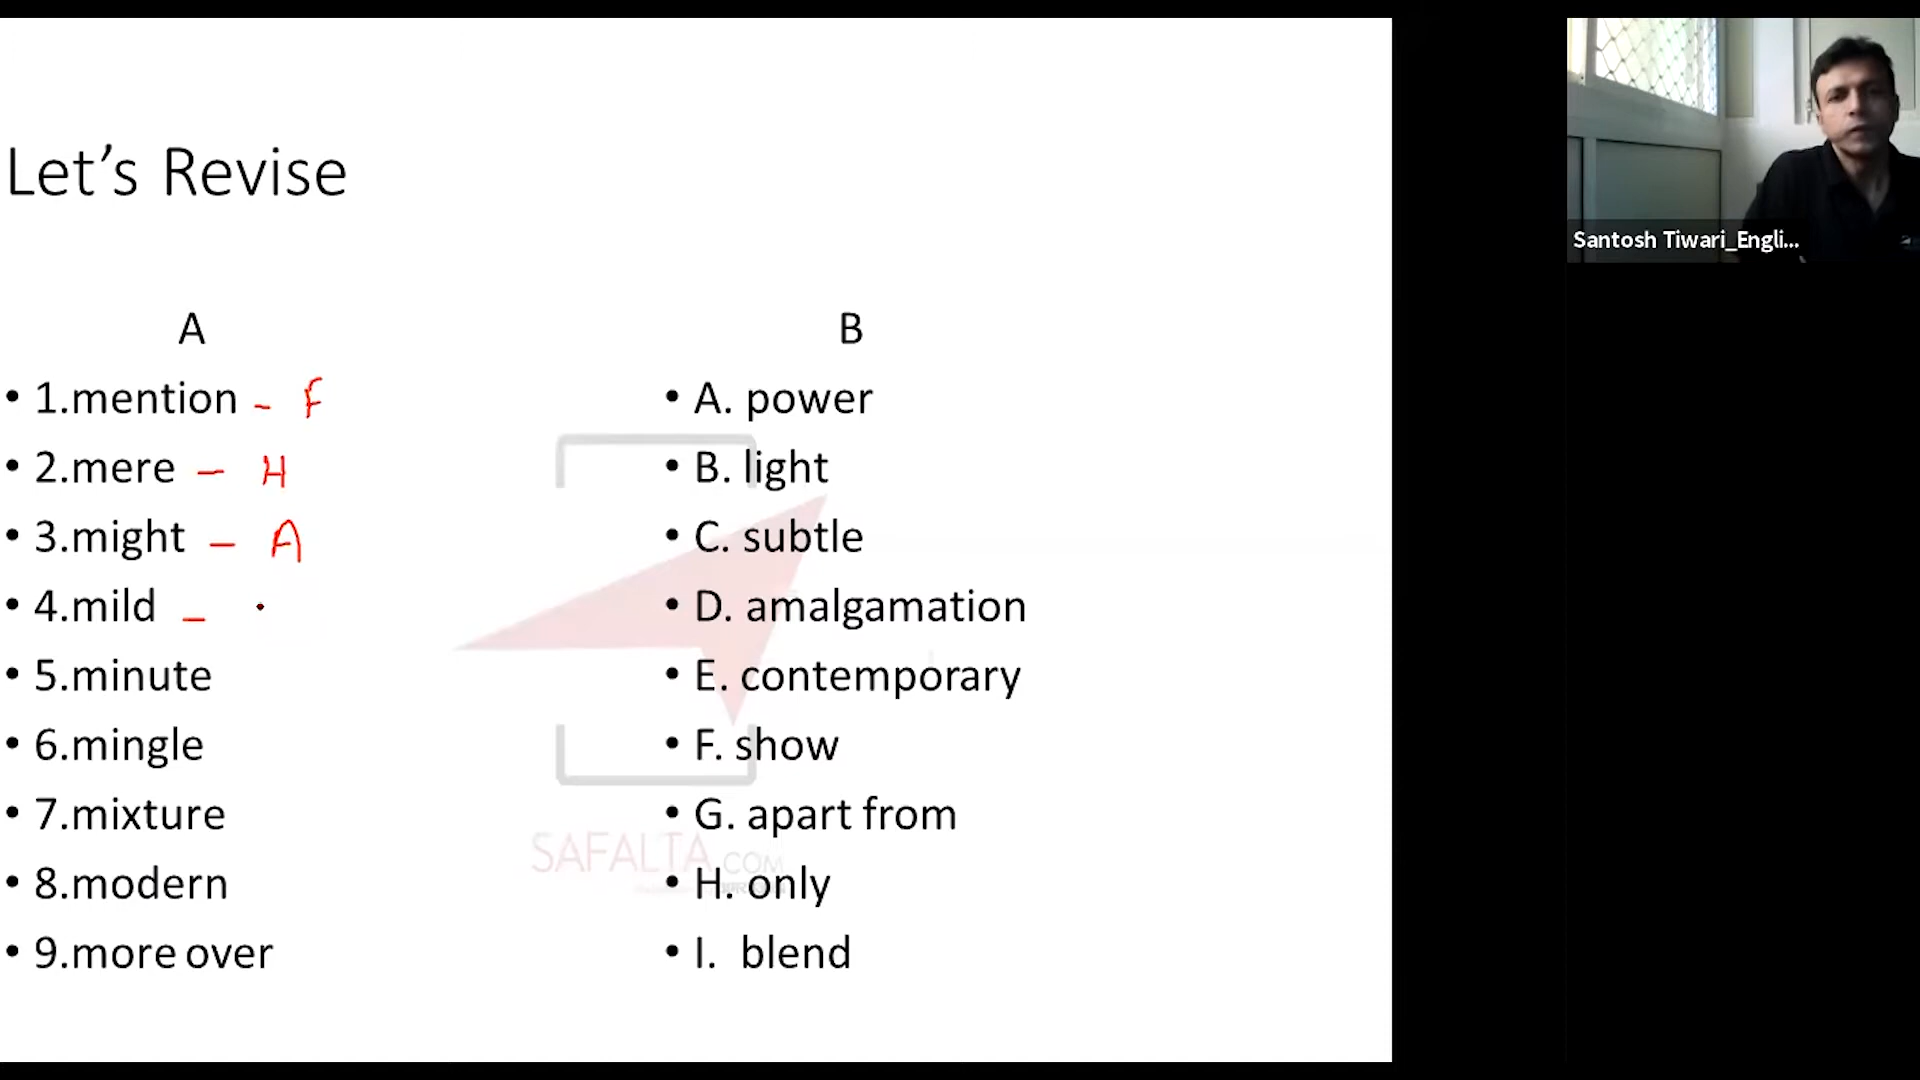 Let's Revise
Santosh Tiwari_Engli...
A
• 1.mention - F
• 2.mere - H
• 3.might - A
• 4.mild -
• 5.minute
• 6.mingle
• 7.mixture
• 8.modern
• 9.more over
B
• A. power
• B. light
• C. subtle
• D. amalgamation
• E. contemporary
• F. show
• G. apart from
• H. only
• I. blend
SAFALTA.COM